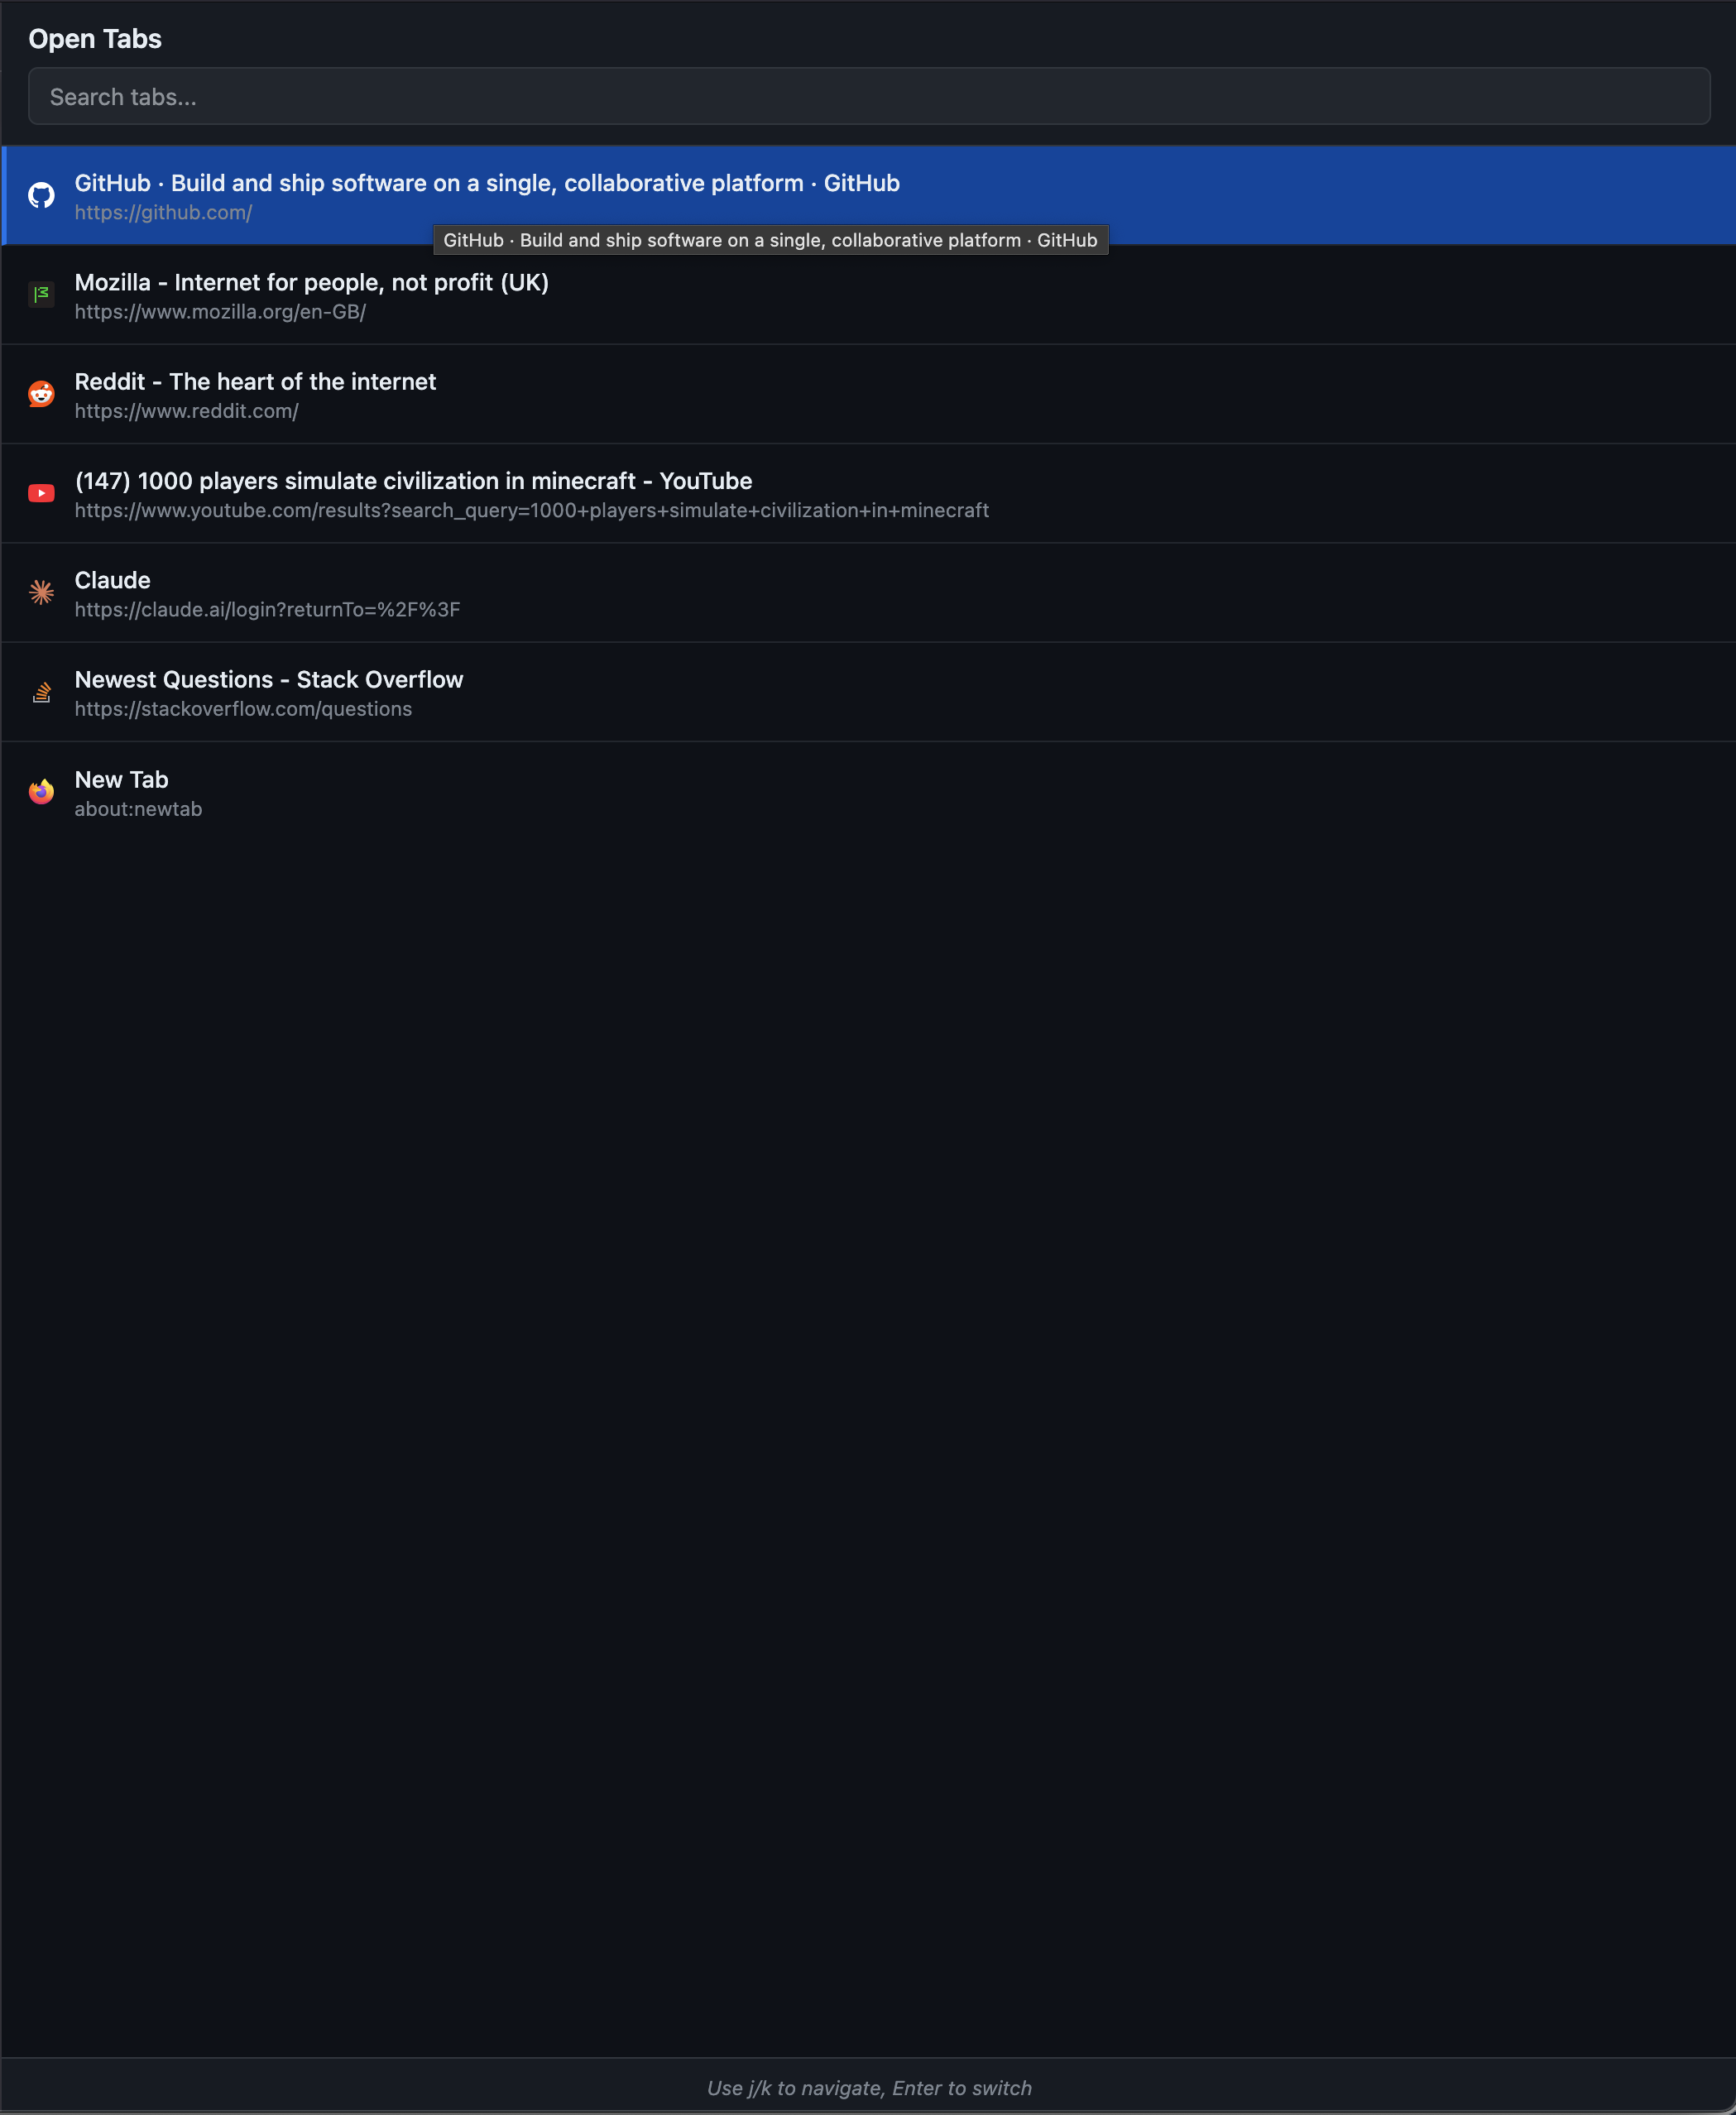 Open Tabs
Search tabs...
GitHub · Build and ship software on a single, collaborative platform · GitHub
https://github.com/
GitHub · Build and ship software on a single, collaborative platform · GitHub
Mozilla - Internet for people, not profit (UK)
https://www.mozilla.org/en-GB/
Reddit - The heart of the internet
https://www.reddit.com/
(147) 1000 players simulate civilization in minecraft - YouTube
https://www.youtube.com/results?search_query=1000+players+simulate+civilization+in+minecraft
Claude
https://claude.ai/login?returnTo=%2F%3F
Newest Questions - Stack Overflow
https://stackoverflow.com/questions
New Tab
about:newtab
Use j/k to navigate, Enter to switch